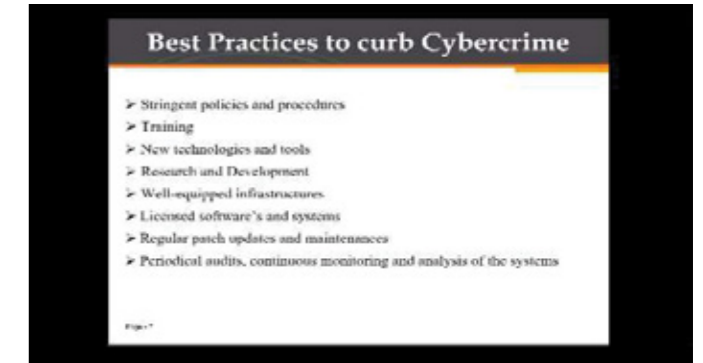 Best Practices to curb Cybercrime
➢ Stringent policies and procedures
➢ Training
➢ New technologies and tools
➢ Research and Development
➢ Well-equipped infrastructures
➢ Licensed software's and systems
➢ Regular patch updates and maintenances
➢ Periodical audits, continuous monitoring and analysis of the systems